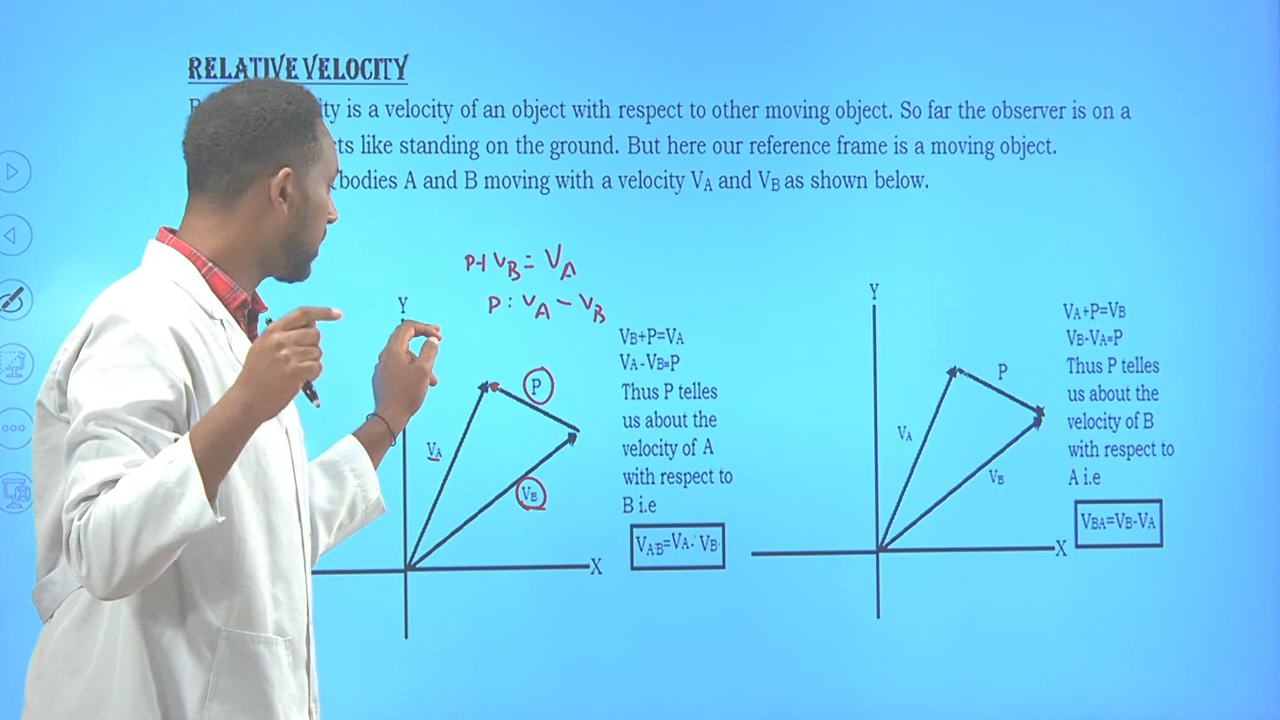 RELATIVE VELOCITY
ity is a velocity of an object with respect to other moving object. So far the observer is on a
cts like standing on the ground. But here our reference frame is a moving object.
bodies A and B moving with a velocity VA and VB as shown below.
P+VB = VA
P: VA - VB
Y
P
VA
VB
X
VB+P=VA
VA-VB=P
Thus P telles
us about the
velocity of A
with respect to
B i.e
VAB=VA-VB
Y
P
VA
VB
X
VA+P=VB
VB-VA=P
Thus P telles
us about the
velocity of B
with respect to
A i.e
VBA=VB-VA